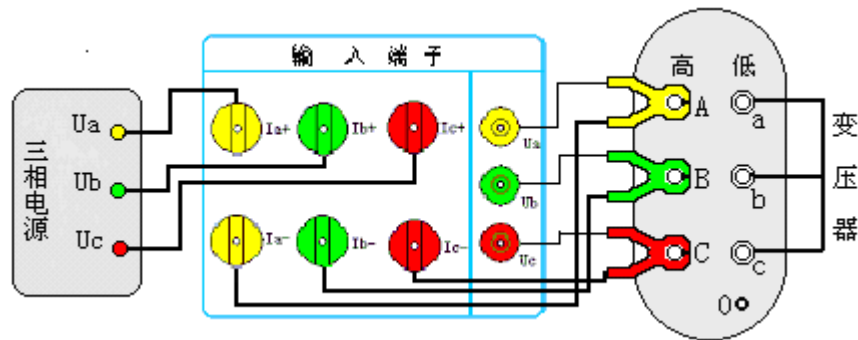 三相电源
Ua
Ub
Uc
输入端子
Ia+
Ib+
Ic+
Ia-
Ib-
Ic-
Ua
Ub
Uc
高 低
A a
B b
C c
0
变压器